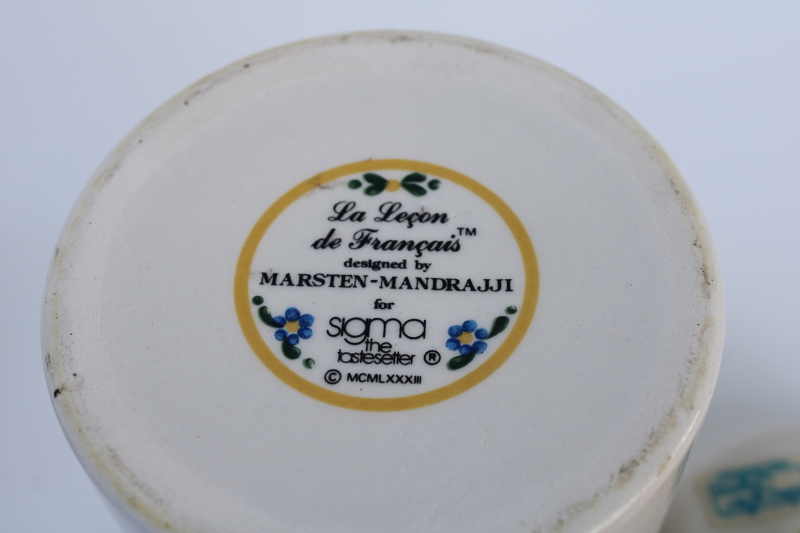 La Leçon
de Français™
designed by
MARSTEN-MANDRAJJI
for
sigma
the
tastesetter ®
© MCMLXXXIII